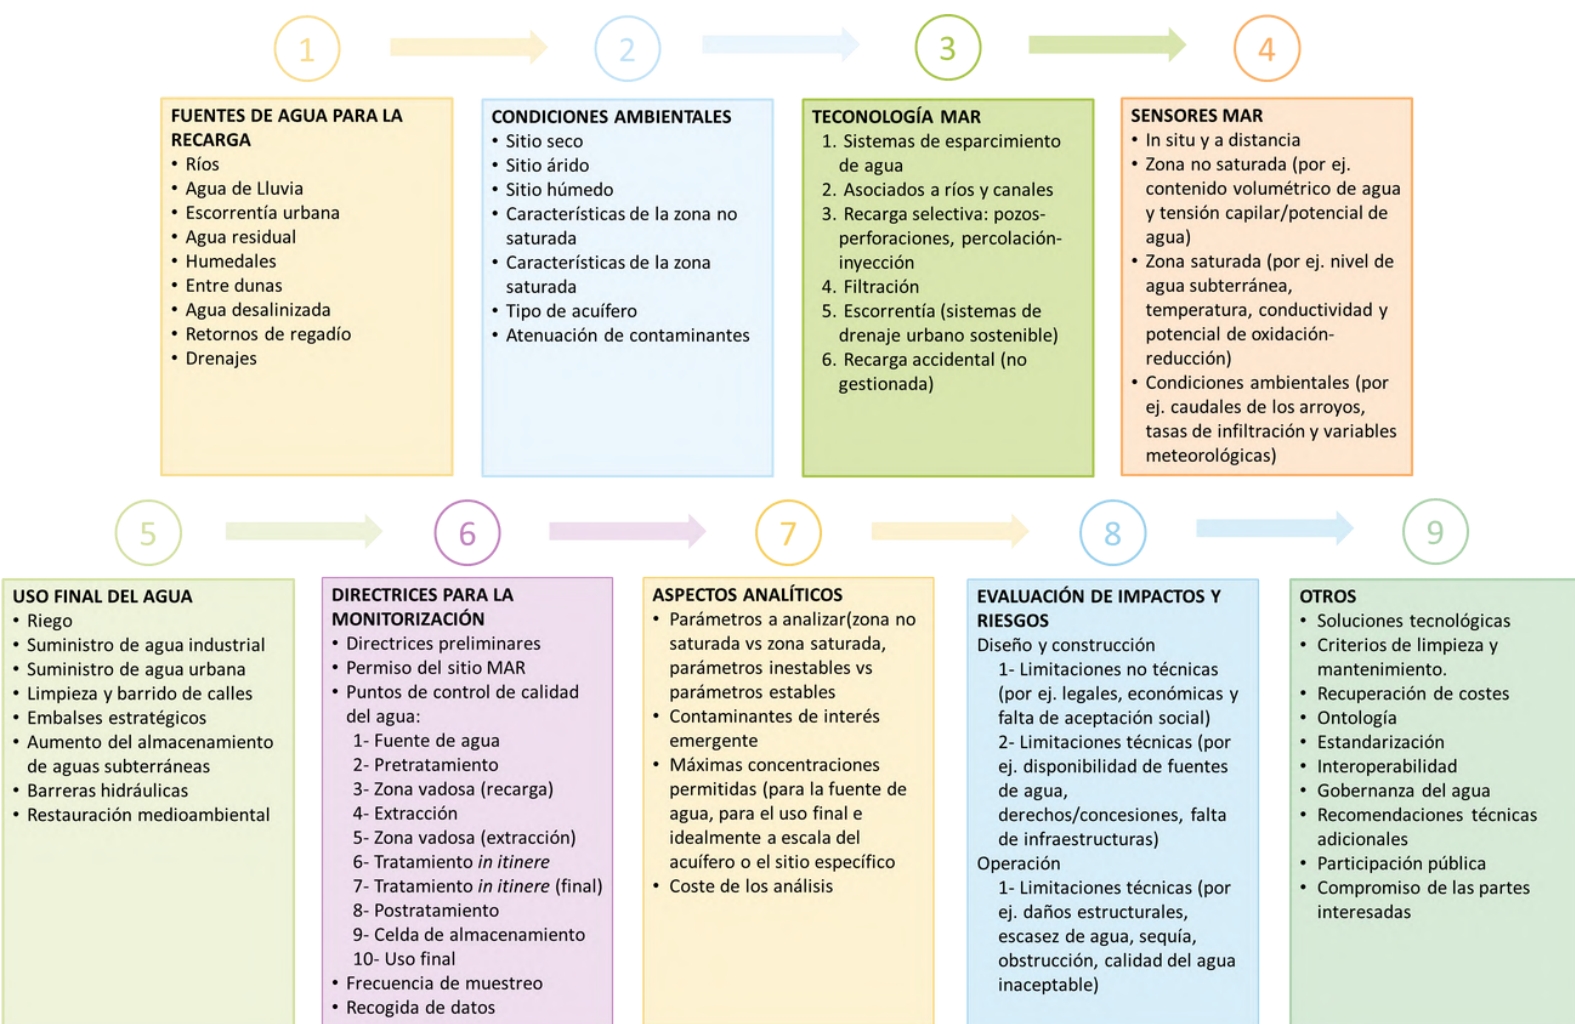 1
2
3
4
FUENTES DE AGUA PARA LA
RECARGA
• Ríos
• Agua de Lluvia
• Escorrentía urbana
• Agua residual
• Humedales
• Entre dunas
• Agua desalinizada
• Retornos de regadío
• Drenajes
CONDICIONES AMBIENTALES
• Sitio seco
• Sitio árido
• Sitio húmedo
• Características de la zona no
saturada
• Características de la zona
saturada
• Tipo de acuífero
• Atenuación de contaminantes
TECONOLOGÍA MAR
1. Sistemas de esparcimiento
de agua
2. Asociados a ríos y canales
3. Recarga selectiva: pozos-
perforaciones, percolación-
inyección
4. Filtración
5. Escorrentía (sistemas de
drenaje urbano sostenible)
6. Recarga accidental (no
gestionada)
SENSORES MAR
• In situ y a distancia
• Zona no saturada (por ej.
contenido volumétrico de agua
y tensión capilar/potencial de
agua)
• Zona saturada (por ej. nivel de
agua subterránea,
temperatura, conductividad y
potencial de oxidación-
reducción)
• Condiciones ambientales (por
ej. caudales de los arroyos,
tasas de infiltración y variables
meteorológicas)
5
6
7
8
9
USO FINAL DEL AGUA
• Riego
• Suministro de agua industrial
• Suministro de agua urbana
• Limpieza y barrido de calles
• Embalses estratégicos
• Aumento del almacenamiento
de aguas subterráneas
• Barreras hidráulicas
• Restauración medioambiental
DIRECTRICES PARA LA
MONITORIZACIÓN
• Directrices preliminares
• Permiso del sitio MAR
• Puntos de control de calidad
del agua:
1- Fuente de agua
2- Pretratamiento
3- Zona vadosa (recarga)
4- Extracción
5- Zona vadosa (extracción)
6- Tratamiento in itinere
7- Tratamiento in itinere (final)
8- Postratamiento
9- Celda de almacenamiento
10- Uso final
• Frecuencia de muestreo
• Recogida de datos
ASPECTOS ANALÍTICOS
• Parámetros a analizar(zona no
saturada vs zona saturada,
parámetros inestables vs
parámetros estables
• Contaminantes de interés
emergente
• Máximas concentraciones
permitidas (para la fuente de
agua, para el uso final e
idealmente a escala del
acuífero o el sitio específico
• Coste de los análisis
EVALUACIÓN DE IMPACTOS Y
RIESGOS
Diseño y construcción
1- Limitaciones no técnicas
(por ej. legales, económicas y
falta de aceptación social)
2- Limitaciones técnicas (por
ej. disponibilidad de fuentes
de agua,
derechos/concesiones, falta
de infraestructuras)
Operación
1- Limitaciones técnicas (por
ej. daños estructurales,
escasez de agua, sequía,
obstrucción, calidad del agua
inaceptable)
OTROS
• Soluciones tecnológicas
• Criterios de limpieza y
mantenimiento.
• Recuperación de costes
• Ontología
• Estandarización
• Interoperabilidad
• Gobernanza del agua
• Recomendaciones técnicas
adicionales
• Participación pública
• Compromiso de las partes
interesadas